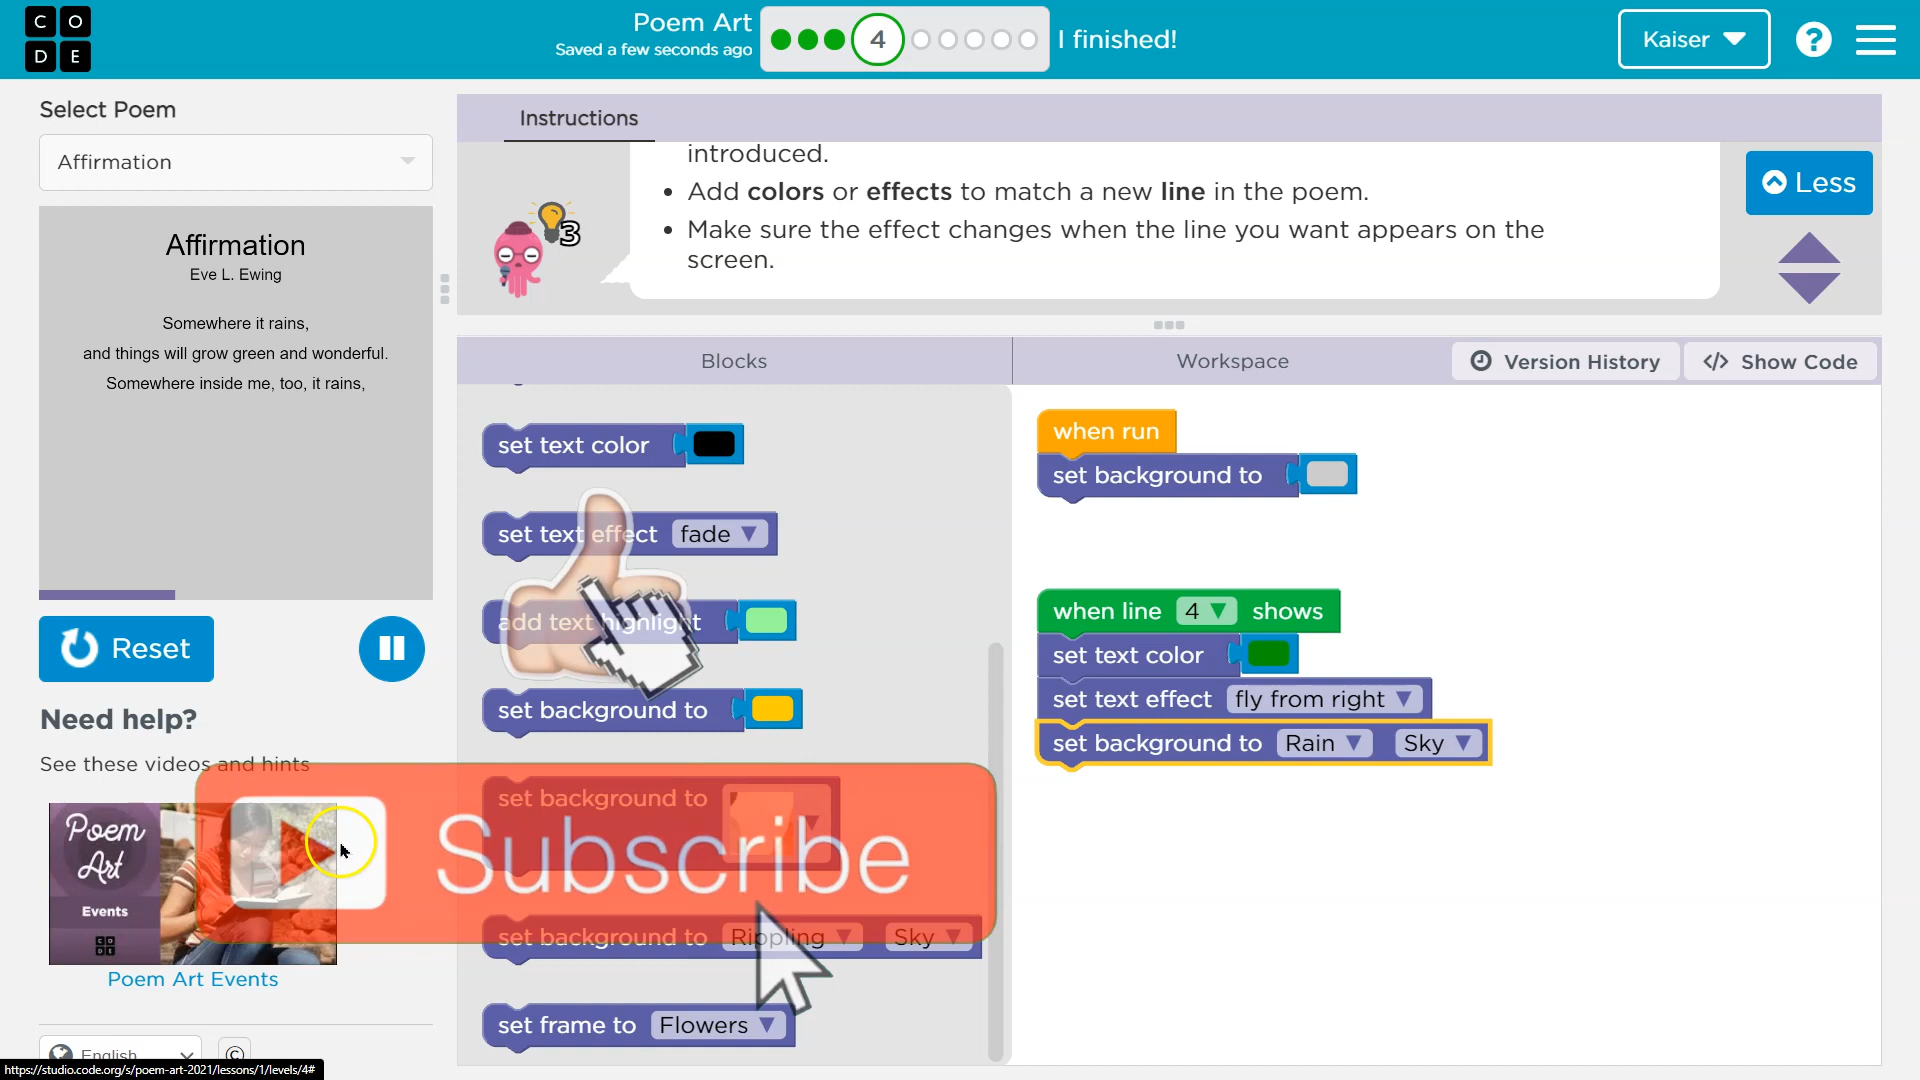 C O
D E
Poem Art
Saved a few seconds ago
4
I finished!
Kaiser
?
Select Poem
Affirmation
Affirmation
Eve L. Ewing
Somewhere it rains,
and things will grow green and wonderful.
Somewhere inside me, too, it rains,
Reset
Need help?
See these videos and hints
Poem
Art
Events
C O
D E
Poem Art Events
English
©
https://studio.code.org/s/poem-art-2021/lessons/1/levels/4#
Instructions
introduced.
• Add colors or effects to match a new line in the poem.
• Make sure the effect changes when the line you want appears on the
screen.
3
Less
Blocks
set text color
set text effect fade
add text highlight
set background to
set background to
Subscribe
set background to Rippling Sky
set frame to Flowers
Workspace
Version History
</> Show Code
when run
set background to
when line 4 shows
set text color
set text effect fly from right
set background to Rain Sky